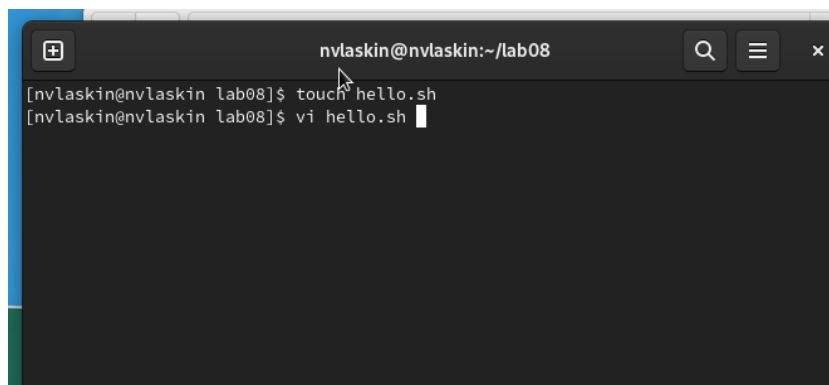 nvlaskin@nvlaskin:~/lab08
[nvlaskin@nvlaskin lab08]$ touch hello.sh
[nvlaskin@nvlaskin lab08]$ vi hello.sh